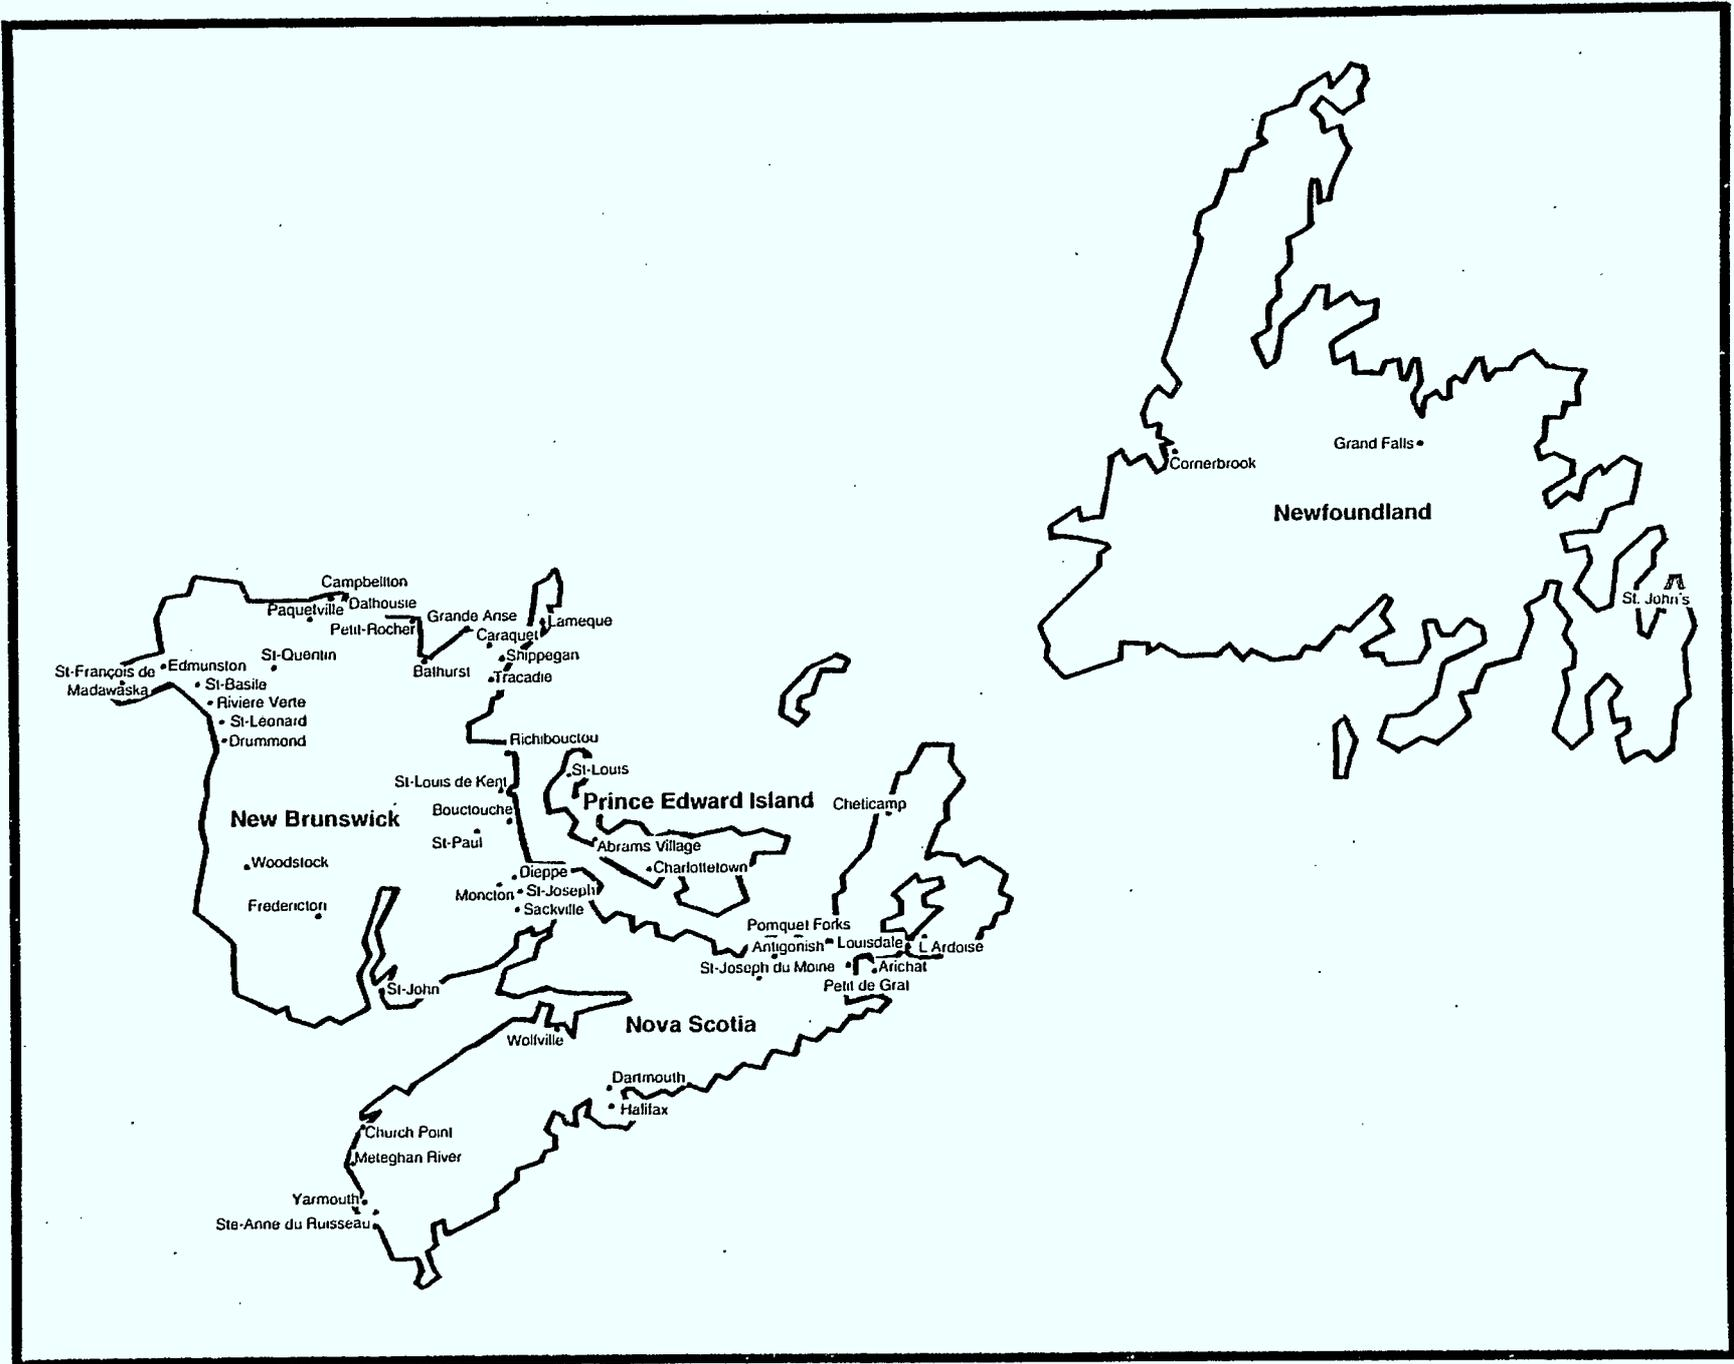 Grand Falls
Cornerbrook
Newfoundland
St. John's
Campbellton
Paquetville
Dalhousie
Petit-Rocher
Grande Anse
Lameque
Caraquet
Shippegan
Bathurst
Tracadie
St-Quentin
St-François de
Madawaska
Edmunston
St-Basile
Riviere Verte
St-Leonard
Drummond
Richibouctou
St-Louis
St-Louis de Kent
Prince Edward Island
Cheticamp
Bouctouche
New Brunswick
St-Paul
Abrams Village
Woodstock
Charlottetown
Dieppe
Moncton
St-Joseph
Fredericton
Sackville
Pomquet Forks
Antigonish
Louisdale
L'Ardoise
St-Joseph du Moine
Arichat
Petit de Grat
St-John
Nova Scotia
Wolfville
Dartmouth
Halifax
Church Point
Meteghan River
Yarmouth
Ste-Anne du Ruisseau